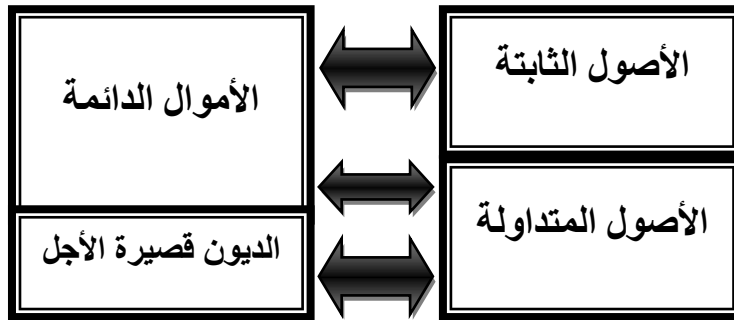 الأصول الثابتة
الأموال الدائمة
الأصول المتداولة
الديون قصيرة الأجل